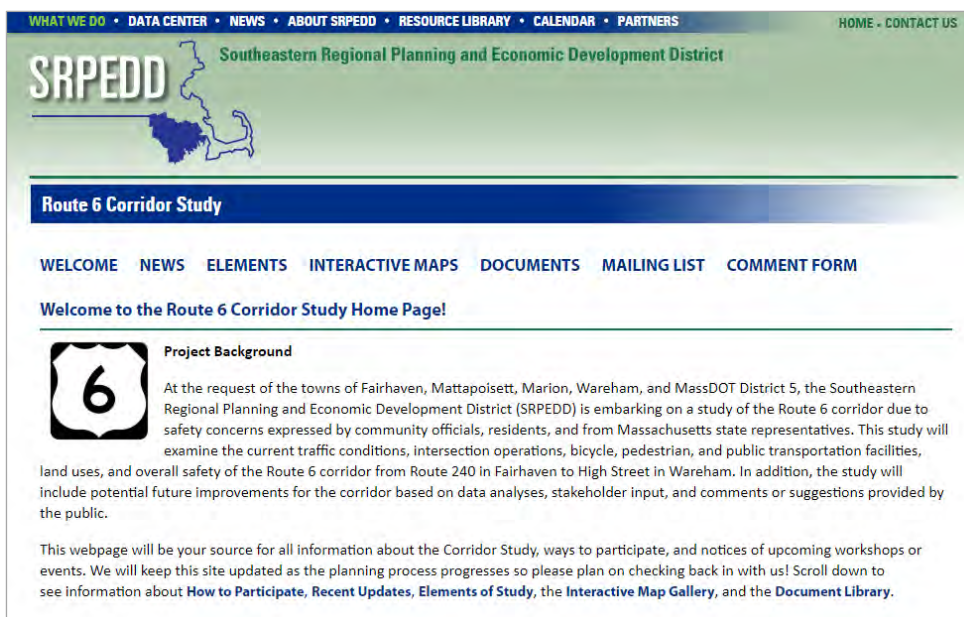 WHAT WE DO • DATA CENTER • NEWS • ABOUT SRPEDD • RESOURCE LIBRARY • CALENDAR • PARTNERS HOME - CONTACT US
Southeastern Regional Planning and Economic Development District
SRPEDD
Route 6 Corridor Study
WELCOME NEWS ELEMENTS INTERACTIVE MAPS DOCUMENTS MAILING LIST COMMENT FORM
Welcome to the Route 6 Corridor Study Home Page!
6
Project Background
At the request of the towns of Fairhaven, Mattapoisett, Marion, Wareham, and MassDOT District 5, the Southeastern
Regional Planning and Economic Development District (SRPEDD) is embarking on a study of the Route 6 corridor due to
safety concerns expressed by community officials, residents, and from Massachusetts state representatives. This study will
examine the current traffic conditions, intersection operations, bicycle, pedestrian, and public transportation facilities,
land uses, and overall safety of the Route 6 corridor from Route 240 in Fairhaven to High Street in Wareham. In addition, the study will
include potential future improvements for the corridor based on data analyses, stakeholder input, and comments or suggestions provided by
the public.
This webpage will be your source for all information about the Corridor Study, ways to participate, and notices of upcoming workshops or
events. We will keep this site updated as the planning process progresses so please plan on checking back in with us! Scroll down to
see information about How to Participate, Recent Updates, Elements of Study, the Interactive Map Gallery, and the Document Library.